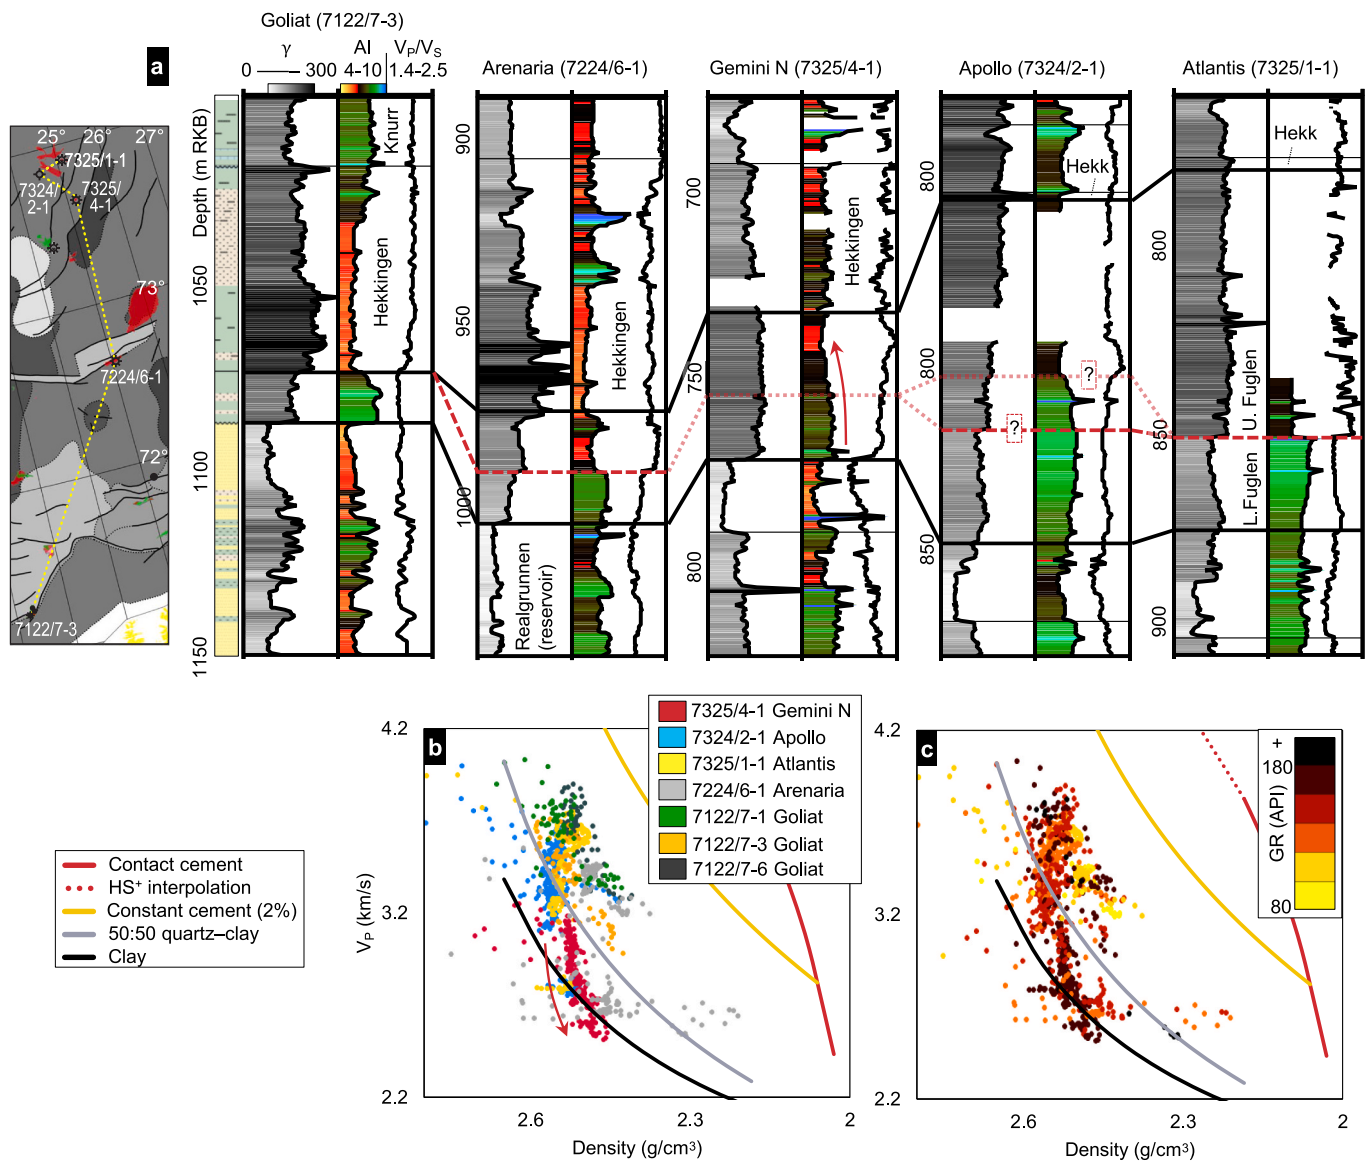 Goliat (7122/7-3)
a
γ
AI
VP/VS
0
300
4–10
1.4–2.5
Arenaria (7224/6-1)
Gemini N (7325/4-1)
Apollo (7324/2-1)
Atlantis (7325/1-1)
25°
26°
27°
7325/1-1
7324/
2-1
7325/
4-1
73°
7224/6-1
72°
7122/7-3
Depth (m RKB)
1050
1100
1150
Knurr
Hekkingen
900
950
1000
Hekkingen
Realgrunnen
(reservoir)
700
750
800
Hekkingen
800
800
850
Hekk
?
?
800
850
900
Hekk
U. Fuglen
L.Fuglen
Contact cement
HS⁺ interpolation
Constant cement (2%)
50:50 quartz–clay
Clay
b
4.2
3.2
2.2
VP (km/s)
2.6
2.3
2
Density (g/cm³)
7325/4-1 Gemini N
7324/2-1 Apollo
7325/1-1 Atlantis
7224/6-1 Arenaria
7122/7-1 Goliat
7122/7-3 Goliat
7122/7-6 Goliat
c
4.2
3.2
2.2
2.6
2.3
2
Density (g/cm³)
+
180
GR (API)
80